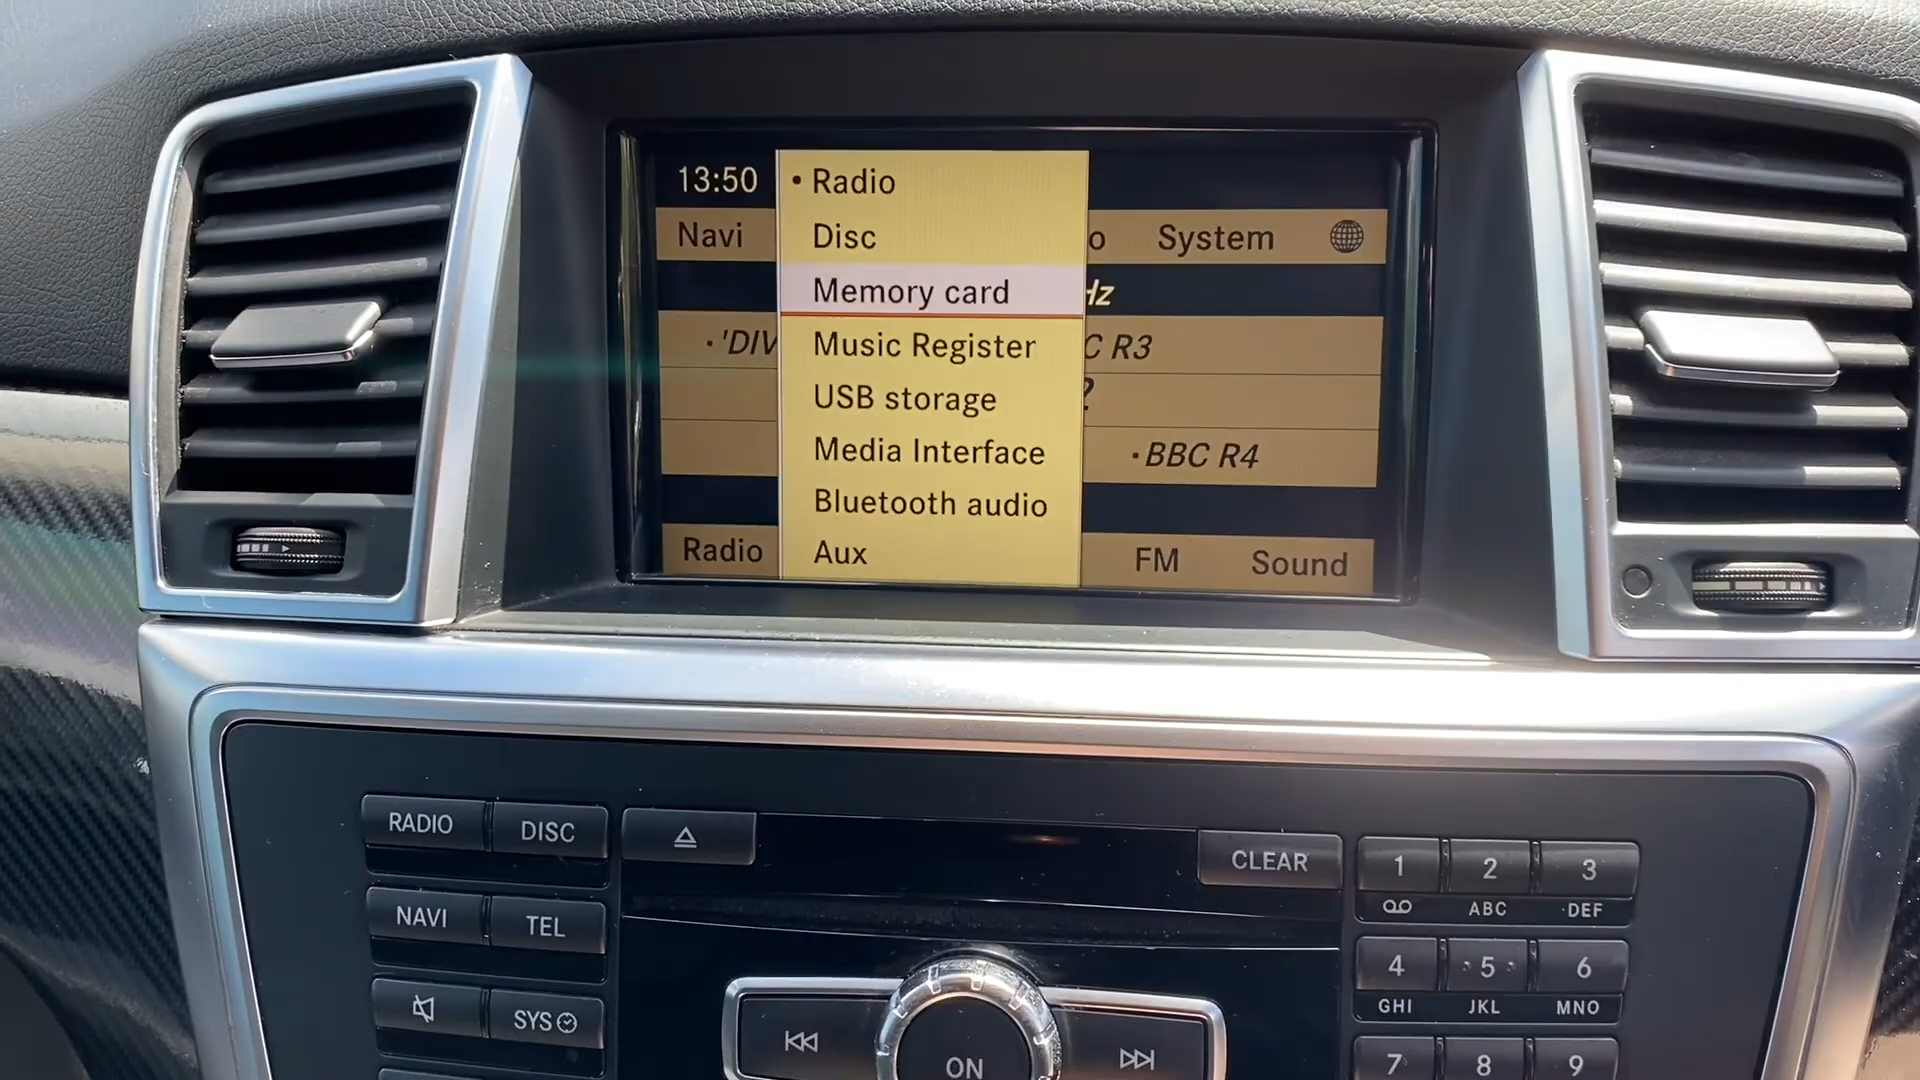 13:50
• Radio
Disc
Memory card
Music Register
USB storage
Media Interface
Bluetooth audio
Aux
Navi
o
System
Hz
• 'DIV
C R3
2
• BBC R4
Radio
FM
Sound
RADIO
DISC
CLEAR
1
2
3
ABC
DEF
NAVI
TEL
4
5
6
GHI
JKL
MNO
SYS
ON
7
8
9